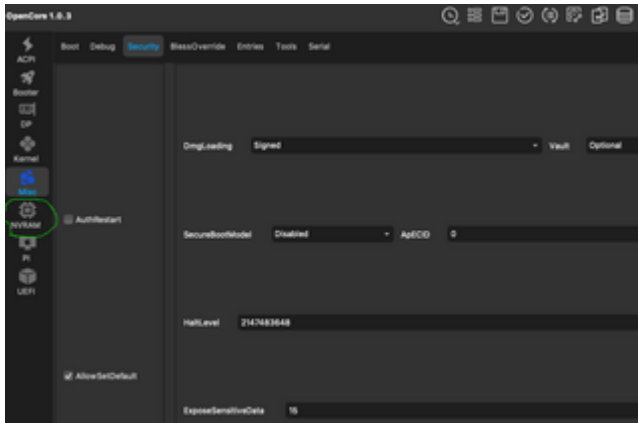 OpenCore 1.0.3
ACPI
Booter
DP
Kernel
Misc
NVRAM
PI
UEFI
Boot Debug Security BlessOverride Entries Tools Serial
DmgLoading Signed Vault Optional
AuthRestart
SecureBootModel Disabled ApECID 0
HaltLevel 2147483648
AllowSetDefault
ExposeSensitiveData 15